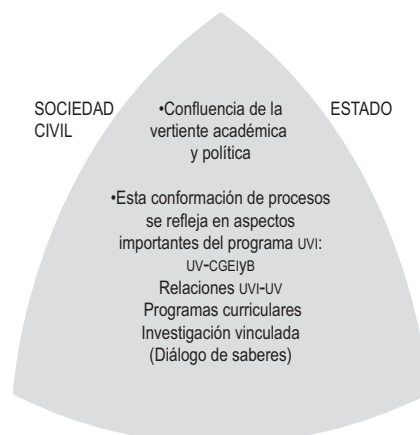 SOCIEDAD
CIVIL
•Confluencia de la
vertiente académica
y política
ESTADO
•Esta conformación de procesos
se refleja en aspectos
importantes del programa UVI:
UV-CGEIyB
Relaciones UVI-UV
Programas curriculares
Investigación vinculada
(Diálogo de saberes)